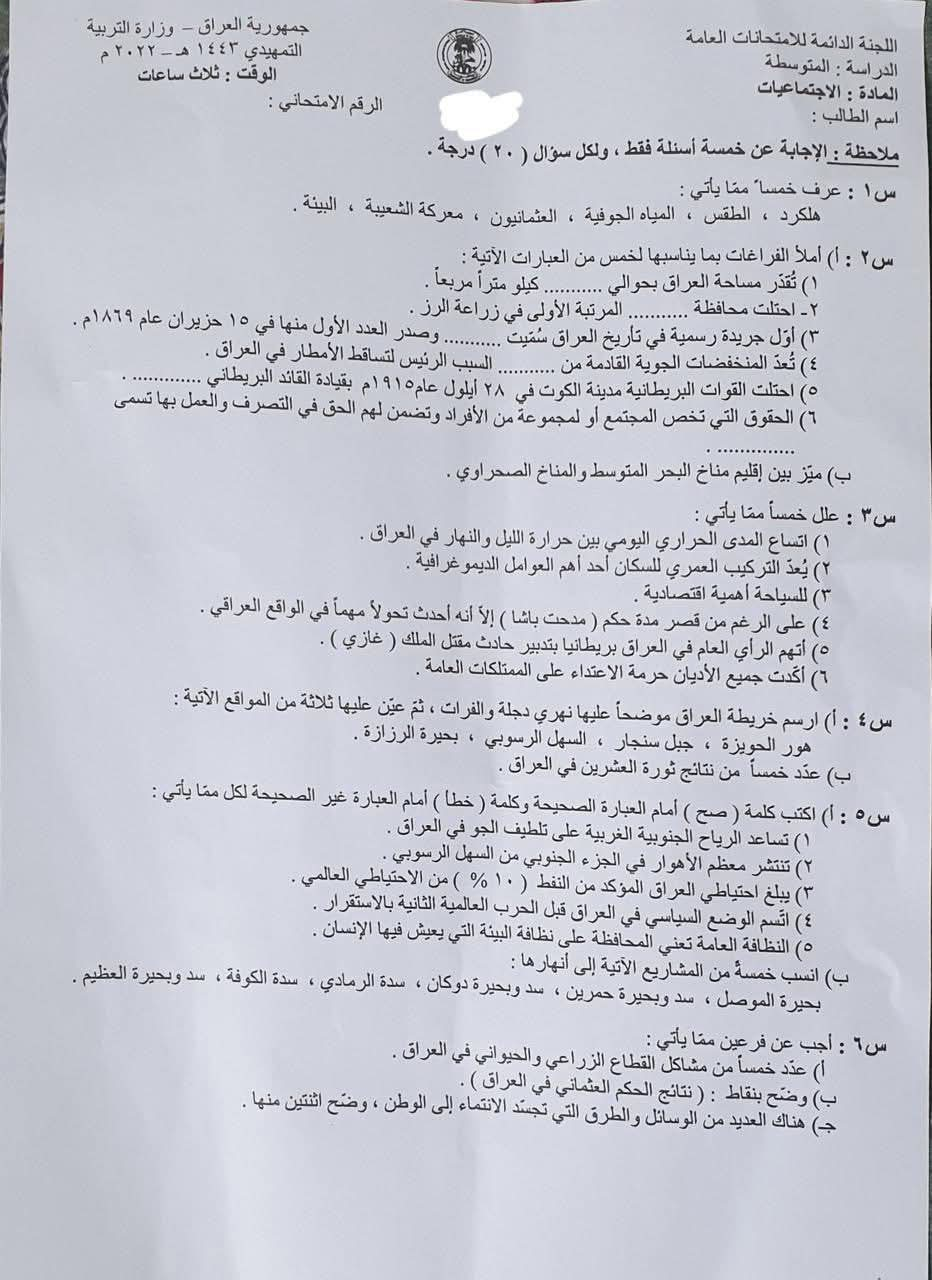 اللجنة الدائمة للامتحانات العامة
الدراسة : المتوسطة
المادة : الاجتماعيات
اسم الطالب :
جمهورية العراق – وزارة التربية
التمهيدي ١٤٤٣ هـ – ٢٠٢٢ م
الوقت : ثلاث ساعات
الرقم الامتحاني :
ملاحظة : الإجابة عن خمسة أسئلة فقط ، ولكل سؤال ( ٢٠ ) درجة .
س١ : عرف خمساً ممّا يأتي :
هلكرد ، الطقس ، المياه الجوفية ، العثمانيون ، معركة الشعيبة ، البيئة .
س٢ : أ) أملأ الفراغات بما يناسبها لخمس من العبارات الآتية :
١) تُقدّر مساحة العراق بحوالي ........... كيلو متراً مربعاً .
٢- احتلت محافظة ........... المرتبة الأولى في زراعة الرز .
٣) أوّل جريدة رسمية في تأريخ العراق سُمّيت .......... وصدر العدد الأول منها في ١٥ حزيران عام ١٨٦٩م .
٤) تُعدّ المنخفضات الجوية القادمة من .......... السبب الرئيس لتساقط الأمطار في العراق .
٥) احتلت القوات البريطانية مدينة الكوت في ٢٨ أيلول عام١٩١٥م بقيادة القائد البريطاني ............. .
٦) الحقوق التي تخص المجتمع أو لمجموعة من الأفراد وتضمن لهم الحق في التصرف والعمل بها تسمى
.............. .
ب) ميّز بين إقليم مناخ البحر المتوسط والمناخ الصحراوي .
س٣ : علل خمساً ممّا يأتي :
١) اتساع المدى الحراري اليومي بين حرارة الليل والنهار في العراق .
٢) يُعدّ التركيب العمري للسكان أحد أهم العوامل الديموغرافية .
٣) للسياحة أهمية اقتصادية .
٤) على الرغم من قصر مدة حكم ( مدحت باشا ) إلاّ أنه أحدث تحولاً مهماً في الواقع العراقي .
٥) أتهم الرأي العام في العراق بريطانيا بتدبير حادث مقتل الملك ( غازي ) .
٦) أكّدت جميع الأديان حرمة الاعتداء على الممتلكات العامة .
س٤ : أ) ارسم خريطة العراق موضحاً عليها نهري دجلة والفرات ، ثمّ عيّن عليها ثلاثة من المواقع الآتية :
هور الحويزة ، جبل سنجار ، السهل الرسوبي ، بحيرة الرزازة .
ب) عدّد خمساً من نتائج ثورة العشرين في العراق .
س٥ : أ) اكتب كلمة ( صح ) أمام العبارة الصحيحة وكلمة ( خطأ ) أمام العبارة غير الصحيحة لكل ممّا يأتي :
١) تساعد الرياح الجنوبية الغربية على تلطيف الجو في العراق .
٢) تنتشر معظم الأهوار في الجزء الجنوبي من السهل الرسوبي .
٣) يبلغ احتياطي العراق المؤكد من النفط ( ١٠ % ) من الاحتياطي العالمي .
٤) اتّسم الوضع السياسي في العراق قبل الحرب العالمية الثانية بالاستقرار .
٥) النظافة العامة تعني المحافظة على نظافة البيئة التي يعيش فيها الإنسان .
ب) انسب خمسةً من المشاريع الآتية إلى أنهارها :
بحيرة الموصل ، سد وبحيرة حمرين ، سد وبحيرة دوكان ، سدة الرمادي ، سدة الكوفة ، سد وبحيرة العظيم .
س٦ : أجب عن فرعين ممّا يأتي :
أ) عدّد خمساً من مشاكل القطاع الزراعي والحيواني في العراق .
ب) وضّح بنقاط : ( نتائج الحكم العثماني في العراق ) .
جـ) هناك العديد من الوسائل والطرق التي تجسّد الانتماء إلى الوطن ، وضّح اثنتين منها .